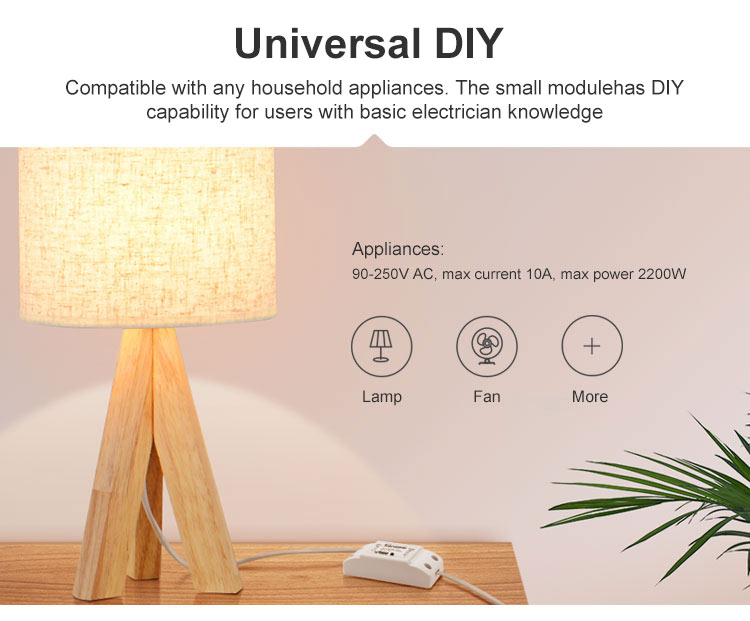 Universal DIY
Compatible with any household appliances. The small modulehas DIY
capability for users with basic electrician knowledge
Appliances:
90-250V AC, max current 10A, max power 2200W
Lamp
Fan
More